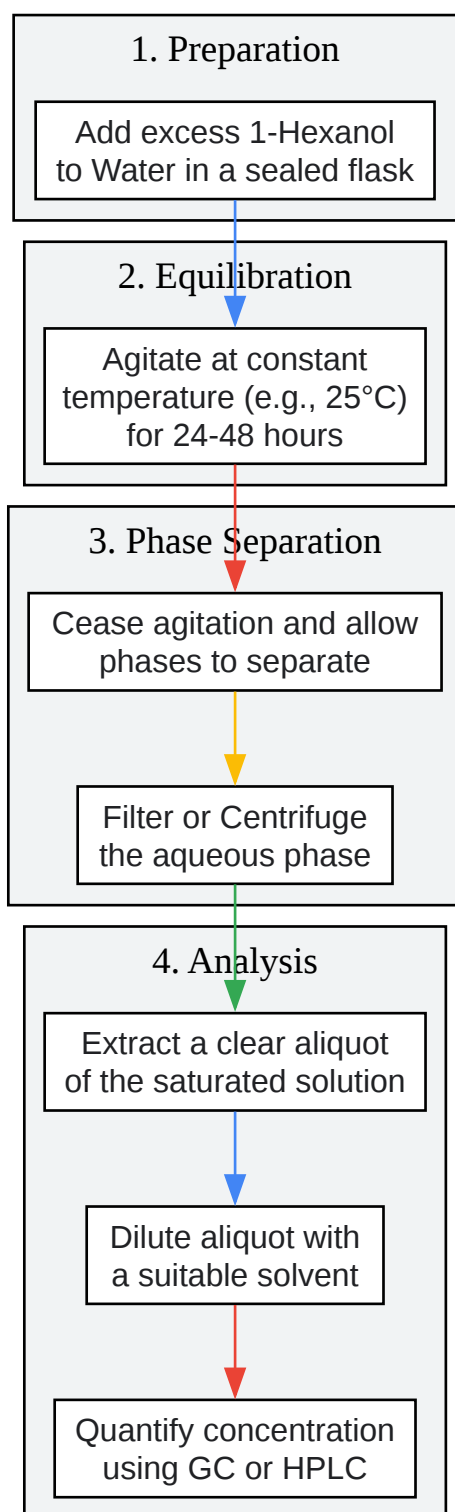 1. Preparation
Add excess 1-Hexanol
to Water in a sealed flask
2. Equilibration
Agitate at constant
temperature (e.g., 25°C)
for 24-48 hours
3. Phase Separation
Cease agitation and allow
phases to separate
Filter or Centrifuge
the aqueous phase
4. Analysis
Extract a clear aliquot
of the saturated solution
Dilute aliquot with
a suitable solvent
Quantify concentration
using GC or HPLC